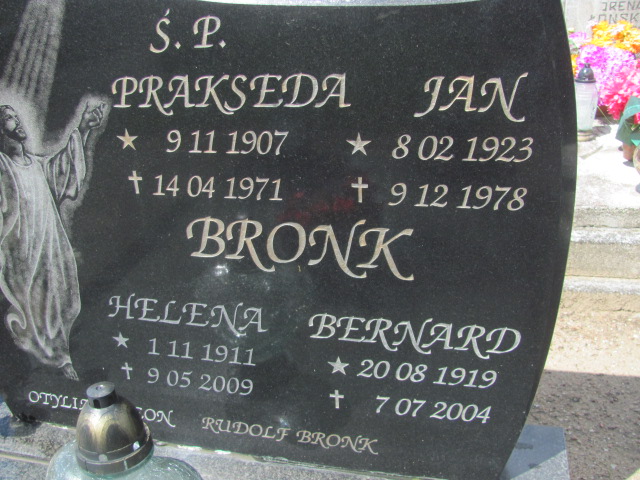 Ś. P.
PRAKSEDA JAN
★ 9 11 1907 ★ 8 02 1923
† 14 04 1971 † 9 12 1978
BRONK
HELENA BERNARD
★ 1 11 1911 ★ 20 08 1919
† 9 05 2009 † 7 07 2004
RUDOLF BRONK
IRENA